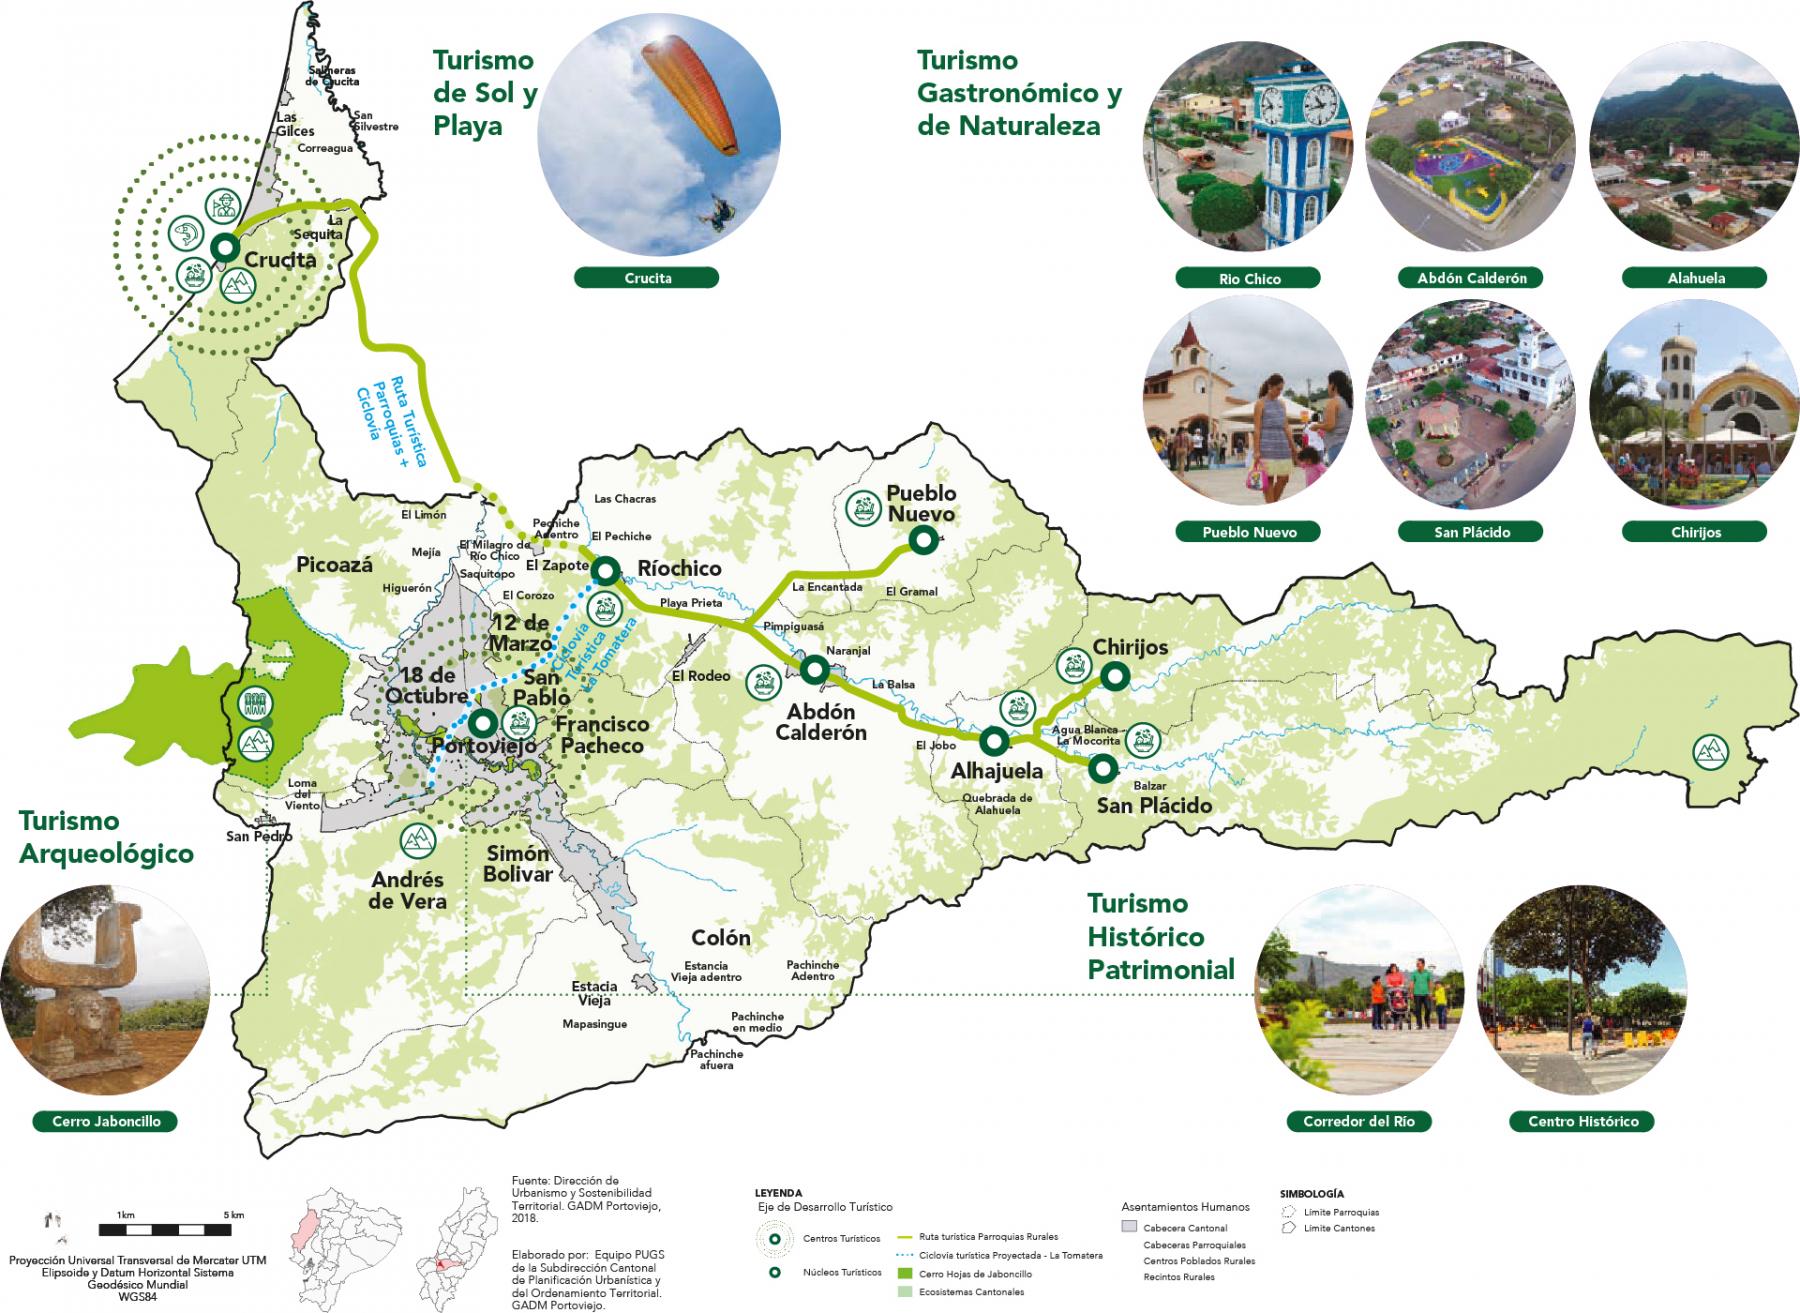 Turismo
de Sol y
Playa
Crucita
Turismo
Gastronómico y
de Naturaleza
Rio Chico
Abdón Calderón
Alahuela
Pueblo Nuevo
San Plácido
Chirijos
Salineras
de Crucita
Las
Gilces
San
Silvestre
Correagua
La
Sequita
Crucita
Ruta Turística
Parroquias +
Ciclovía
El Limón
Mejía
Picoazá
Higuerón
El Milagro de
Río Chico
Saquitopo
El Corozo
Pechiche
Adentro
El Zapote
Las Chacras
El Pechiche
Ríochico
Playa Prieta
Pueblo
Nuevo
La Encantada
El Gramal
Pimpiguasá
12 de
Marzo
18 de
Octubre
San
Pablo
Ciclovía
Turística
La Tomatera
Francisco
Pacheco
Portoviejo
El Rodeo
Naranjal
La Balsa
Abdón
Calderón
Chirijos
Agua Blanca
La Mocorita
El Jobo
Alhajuela
Quebrada de
Alahuela
Balzar
San Plácido
Loma
del
Viento
San Pedro
Andrés
de Vera
Simón
Bolivar
Colón
Estancia
Vieja adentro
Pachinche
Adentro
Estacia
Vieja
Mapasingue
Pachinche
en medio
Pachinche
afuera
Turismo
Arqueológico
Cerro Jaboncillo
Turismo
Histórico
Patrimonial
Corredor del Río
Centro Histórico
1km
5 km
Proyección Universal Transversal de Mercater UTM
Elipsoide y Datum Horizontal Sistema
Geodésico Mundial
WGS84
Fuente: Dirección de
Urbanismo y Sostenibilidad
Territorial. GADM Portoviejo,
2018.
Elaborado por: Equipo PUGS
de la Subdirección Cantonal
de Planificación Urbanística y
del Ordenamiento Territorial.
GADM Portoviejo.
LEYENDA
Eje de Desarrollo Turístico
Centros Turísticos
Núcleos Turísticos
Ruta turística Parroquias Rurales
Ciclovia turística Proyectada - La Tomatera
Cerro Hojas de Jaboncillo
Ecosistemas Cantonales
Asentamientos Humanos
Cabecera Cantonal
Cabeceras Parroquiales
Centros Poblados Rurales
Recintos Rurales
SIMBOLOGÍA
Límite Parroquias
Límite Cantones